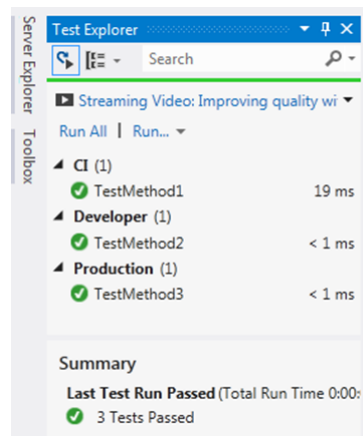 Server Explorer
Toolbox
Test Explorer
Search
Streaming Video: Improving quality wi
Run All | Run...
CI (1)
TestMethod1 19 ms
Developer (1)
TestMethod2 < 1 ms
Production (1)
TestMethod3 < 1 ms
Summary
Last Test Run Passed (Total Run Time 0:00:
3 Tests Passed